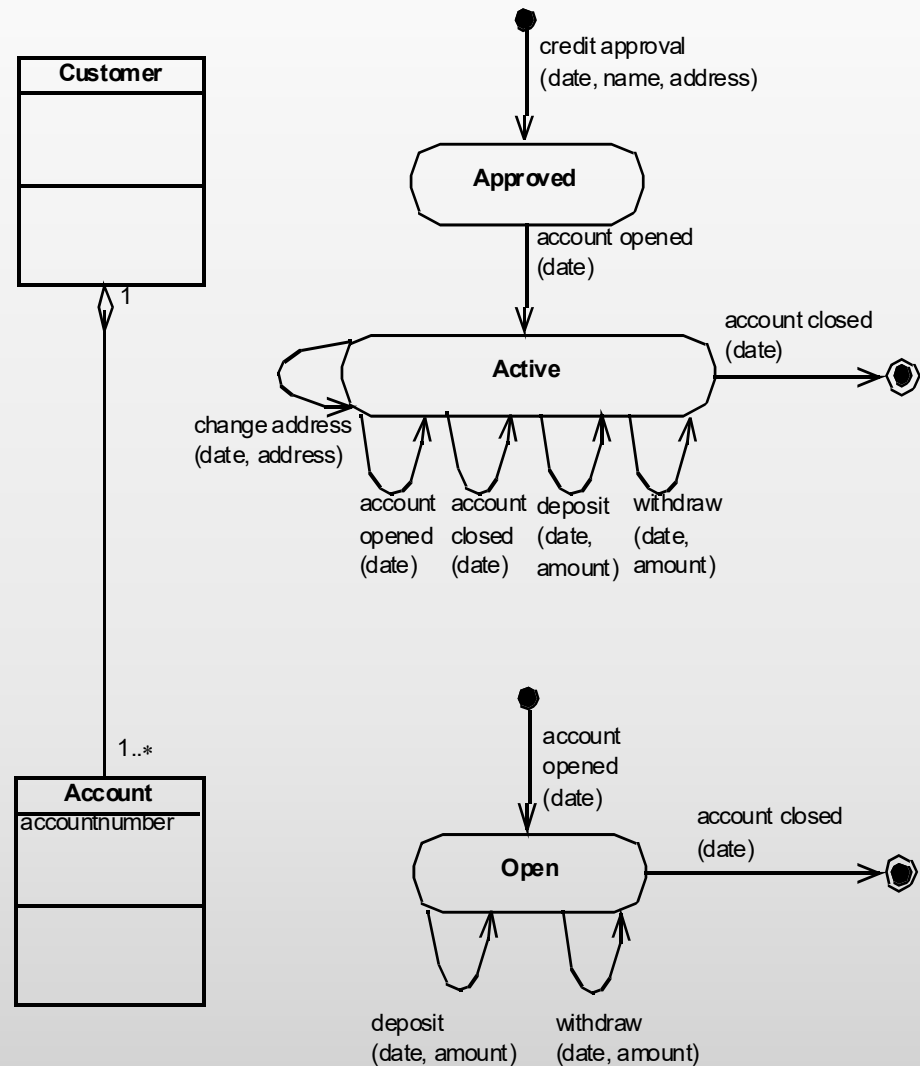 Customer
1
1..*
Account
accountnumber
credit approval
(date, name, address)
Approved
account opened
(date)
Active
account closed
(date)
change address
(date, address)
account
opened
(date)
account
closed
(date)
deposit
(date,
amount)
withdraw
(date,
amount)
account
opened
(date)
Open
account closed
(date)
deposit
(date, amount)
withdraw
(date, amount)